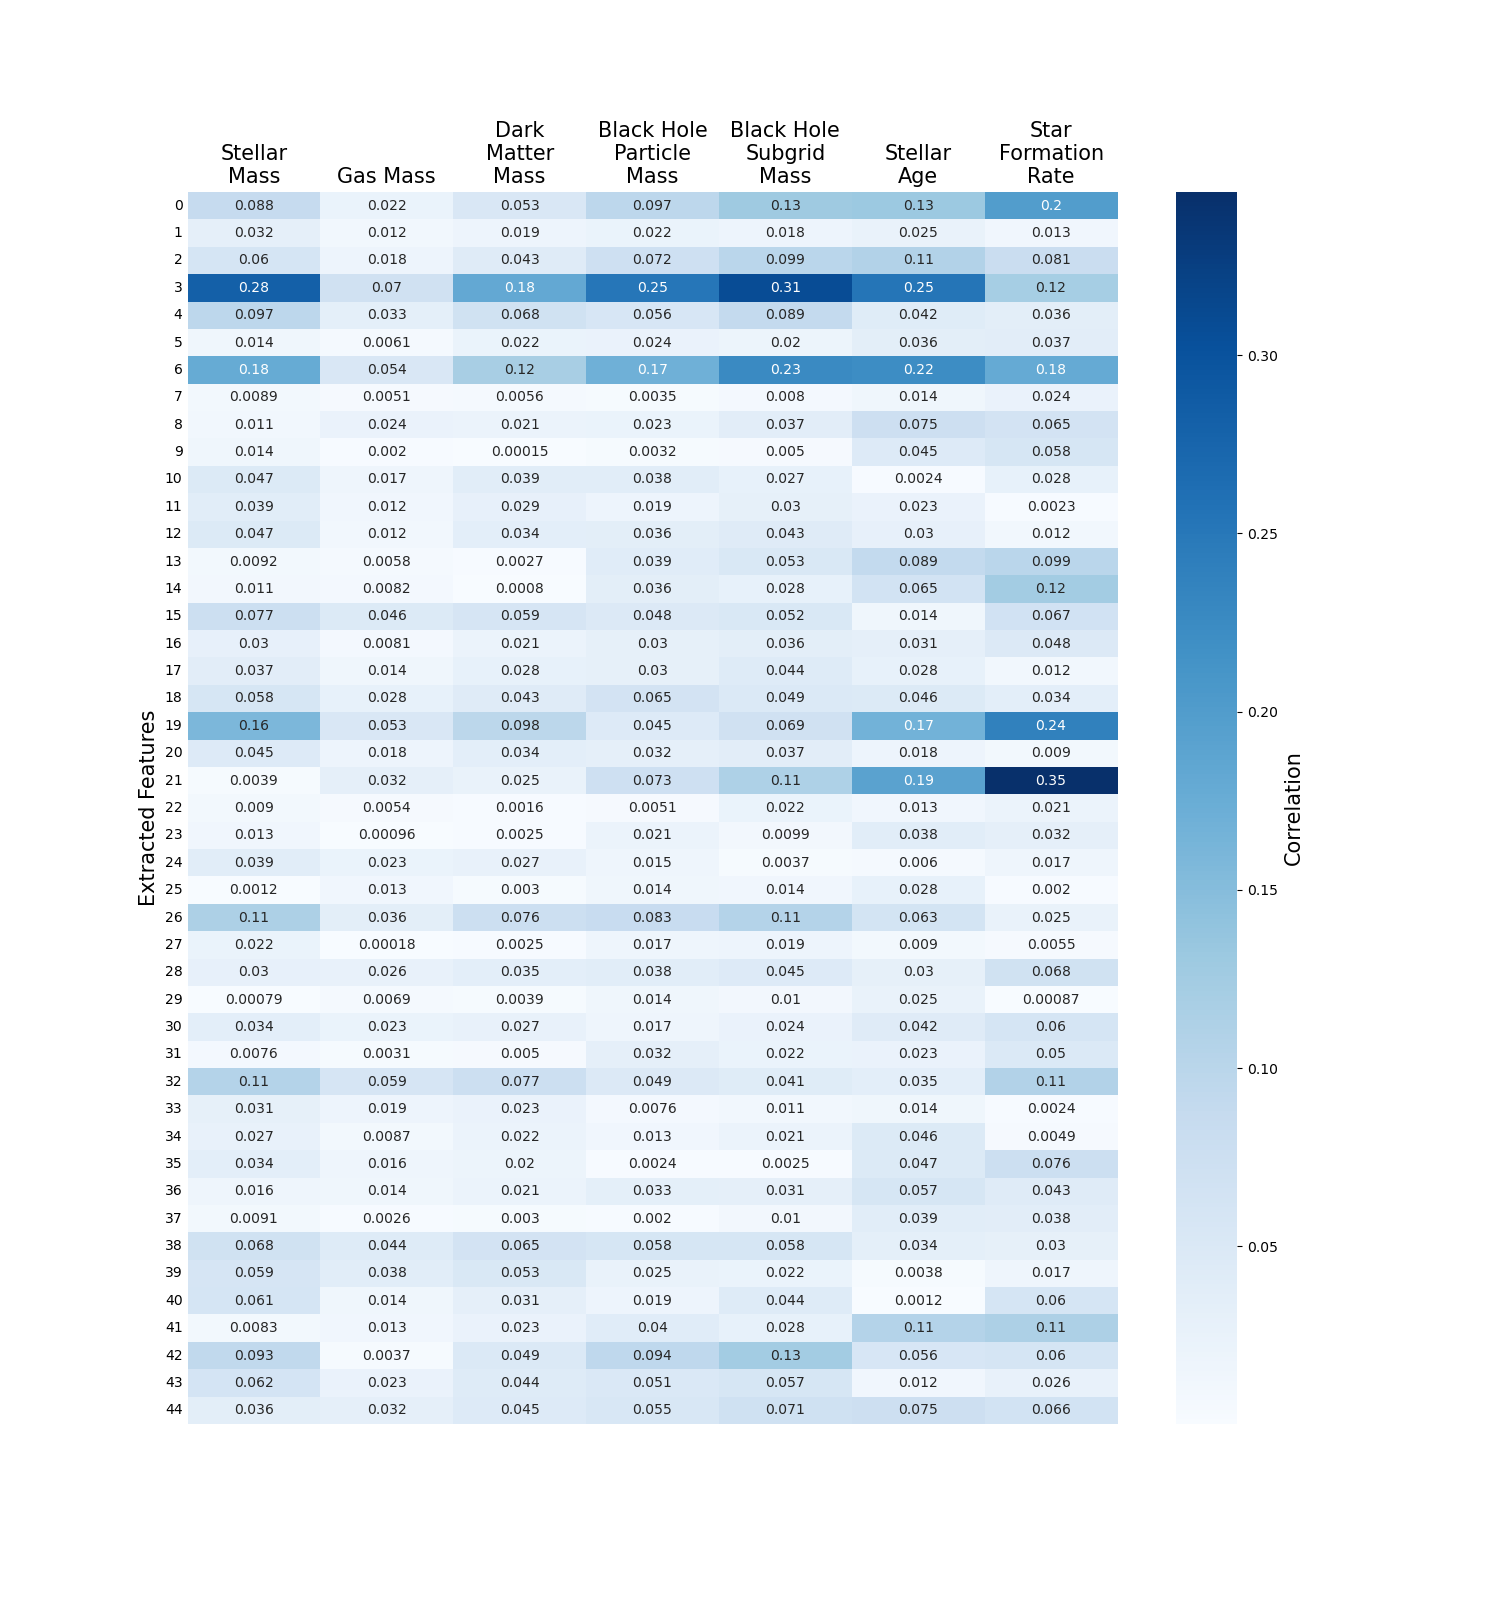 Stellar
Mass
Gas Mass
Dark
Matter
Mass
Black Hole
Particle
Mass
Black Hole
Subgrid
Mass
Stellar
Age
Star
Formation
Rate
0 0.088 0.022 0.053 0.097 0.13 0.13 0.2
1 0.032 0.012 0.019 0.022 0.018 0.025 0.013
2 0.06 0.018 0.043 0.072 0.099 0.11 0.081
3 0.28 0.07 0.18 0.25 0.31 0.25 0.12
4 0.097 0.033 0.068 0.056 0.089 0.042 0.036
5 0.014 0.0061 0.022 0.024 0.02 0.036 0.037
6 0.18 0.054 0.12 0.17 0.23 0.22 0.18
7 0.0089 0.0051 0.0056 0.0035 0.008 0.014 0.024
8 0.011 0.024 0.021 0.023 0.037 0.075 0.065
9 0.014 0.002 0.00015 0.0032 0.005 0.045 0.058
10 0.047 0.017 0.039 0.038 0.027 0.0024 0.028
11 0.039 0.012 0.029 0.019 0.03 0.023 0.0023
12 0.047 0.012 0.034 0.036 0.043 0.03 0.012
13 0.0092 0.0058 0.0027 0.039 0.053 0.089 0.099
14 0.011 0.0082 0.0008 0.036 0.028 0.065 0.12
15 0.077 0.046 0.059 0.048 0.052 0.014 0.067
16 0.03 0.0081 0.021 0.03 0.036 0.031 0.048
17 0.037 0.014 0.028 0.03 0.044 0.028 0.012
18 0.058 0.028 0.043 0.065 0.049 0.046 0.034
19 0.16 0.053 0.098 0.045 0.069 0.17 0.24
20 0.045 0.018 0.034 0.032 0.037 0.018 0.009
21 0.0039 0.032 0.025 0.073 0.11 0.19 0.35
22 0.009 0.0054 0.0016 0.0051 0.022 0.013 0.021
23 0.013 0.00096 0.0025 0.021 0.0099 0.038 0.032
24 0.039 0.023 0.027 0.015 0.0037 0.006 0.017
25 0.0012 0.013 0.003 0.014 0.014 0.028 0.002
26 0.11 0.036 0.076 0.083 0.11 0.063 0.025
27 0.022 0.00018 0.0025 0.017 0.019 0.009 0.0055
28 0.03 0.026 0.035 0.038 0.045 0.03 0.068
29 0.00079 0.0069 0.0039 0.014 0.01 0.025 0.00087
30 0.034 0.023 0.027 0.017 0.024 0.042 0.06
31 0.0076 0.0031 0.005 0.032 0.022 0.023 0.05
32 0.11 0.059 0.077 0.049 0.041 0.035 0.11
33 0.031 0.019 0.023 0.0076 0.011 0.014 0.0024
34 0.027 0.0087 0.022 0.013 0.021 0.046 0.0049
35 0.034 0.016 0.02 0.0024 0.0025 0.047 0.076
36 0.016 0.014 0.021 0.033 0.031 0.057 0.043
37 0.0091 0.0026 0.003 0.002 0.01 0.039 0.038
38 0.068 0.044 0.065 0.058 0.058 0.034 0.03
39 0.059 0.038 0.053 0.025 0.022 0.0038 0.017
40 0.061 0.014 0.031 0.019 0.044 0.0012 0.06
41 0.0083 0.013 0.023 0.04 0.028 0.11 0.11
42 0.093 0.0037 0.049 0.094 0.13 0.056 0.06
43 0.062 0.023 0.044 0.051 0.057 0.012 0.026
44 0.036 0.032 0.045 0.055 0.071 0.075 0.066
Extracted Features
0.30
0.25
0.20
0.15
0.10
0.05
Correlation